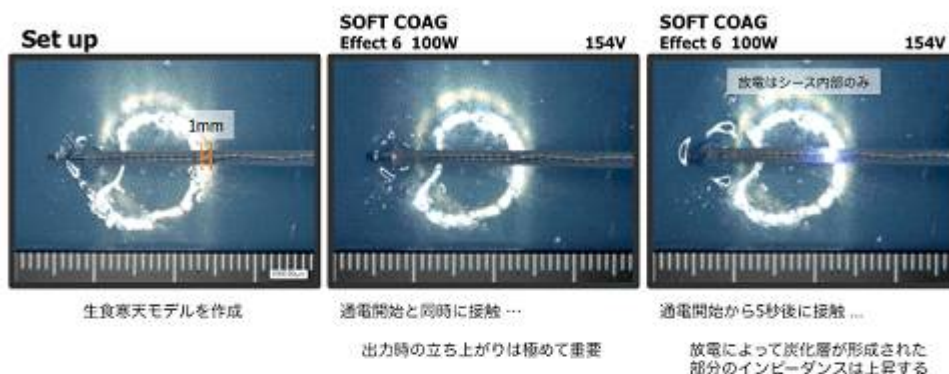 Set up
1mm
生食寒天モデルを作成
SOFT COAG
Effect 6 100W 154V
通電開始と同時に接触 …
出力時の立ち上がりは極めて重要
SOFT COAG
Effect 6 100W 154V
放電はシース内部のみ
通電開始から5秒後に接触 ...
放電によって炭化層が形成された
部分のインピーダンスは上昇する